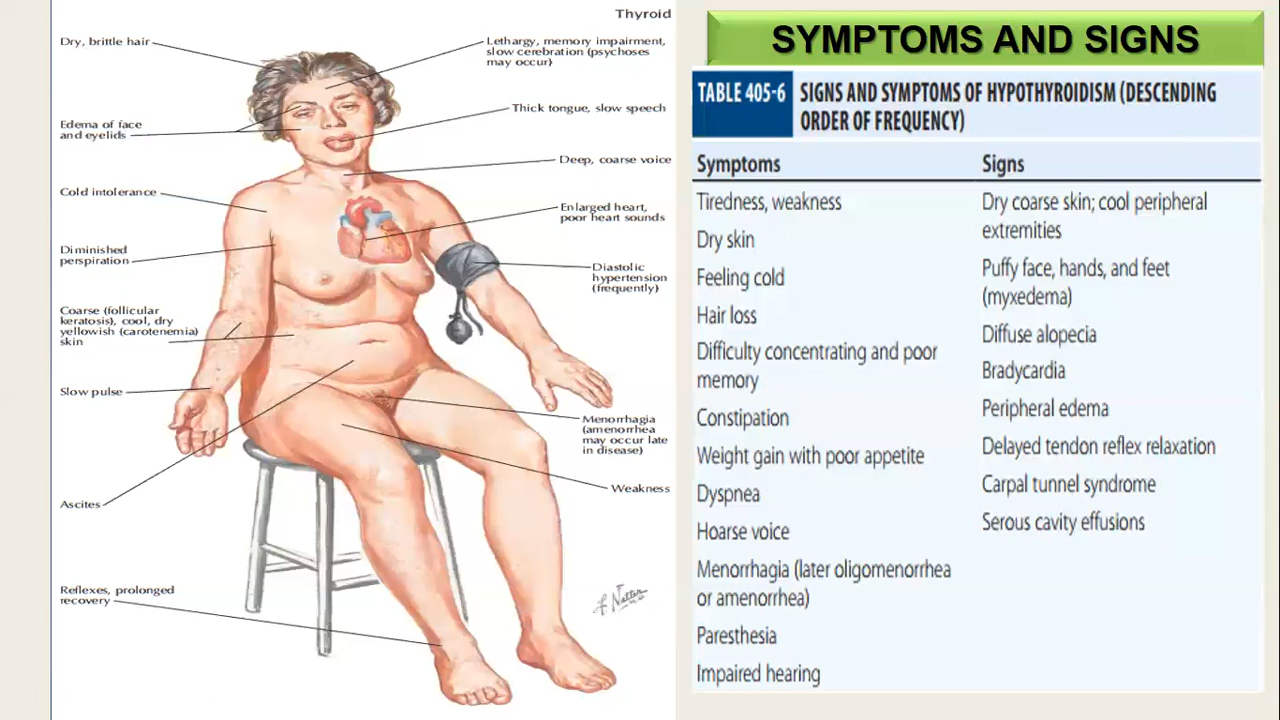 Thyroid
Dry, brittle hair
Lethargy, memory impairment,
slow cerebration (psychoses
may occur)
Thick tongue, slow speech
Edema of face
and eyelids
Deep, coarse voice
Cold intolerance
Enlarged heart,
poor heart sounds
Diminished
perspiration
Diastolic
hypertension
(frequently)
Coarse (follicular
keratosis), cool, dry
yellowish (carotenemia)
skin
Slow pulse
Menorrhagia
(amenorrhea
may occur late
in disease)
Weakness
Ascites
Reflexes, prolonged
recovery
F. Netter
SYMPTOMS AND SIGNS
TABLE 405-6
SIGNS AND SYMPTOMS OF HYPOTHYROIDISM (DESCENDING
ORDER OF FREQUENCY)
Symptoms
Tiredness, weakness
Dry skin
Feeling cold
Hair loss
Difficulty concentrating and poor
memory
Constipation
Weight gain with poor appetite
Dyspnea
Hoarse voice
Menorrhagia (later oligomenorrhea
or amenorrhea)
Paresthesia
Impaired hearing
Signs
Dry coarse skin; cool peripheral
extremities
Puffy face, hands, and feet
(myxedema)
Diffuse alopecia
Bradycardia
Peripheral edema
Delayed tendon reflex relaxation
Carpal tunnel syndrome
Serous cavity effusions